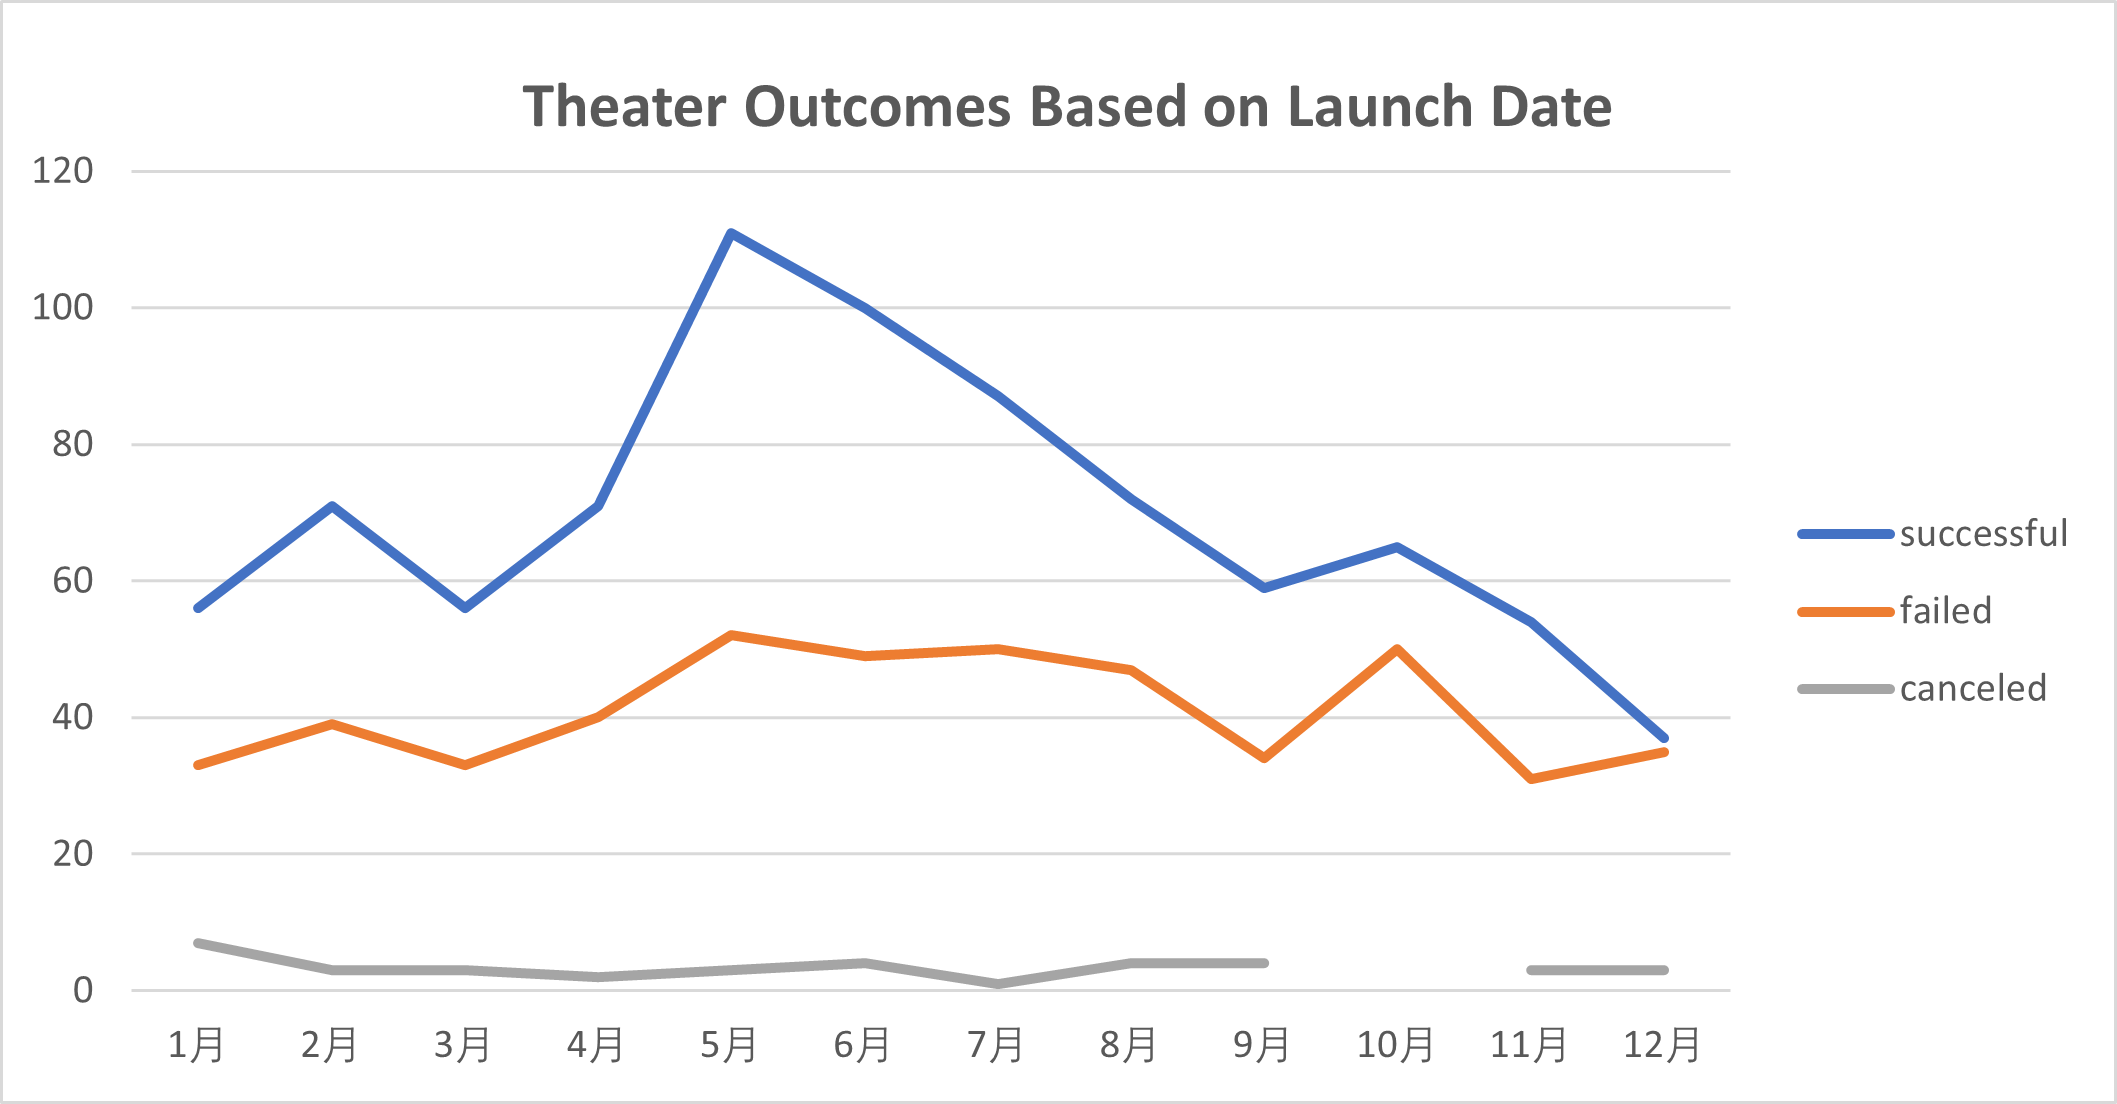 Theater Outcomes Based on Launch Date
120
100
80
60
40
20
0
1月 2月 3月 4月 5月 6月 7月 8月 9月 10月 11月 12月
successful
failed
canceled